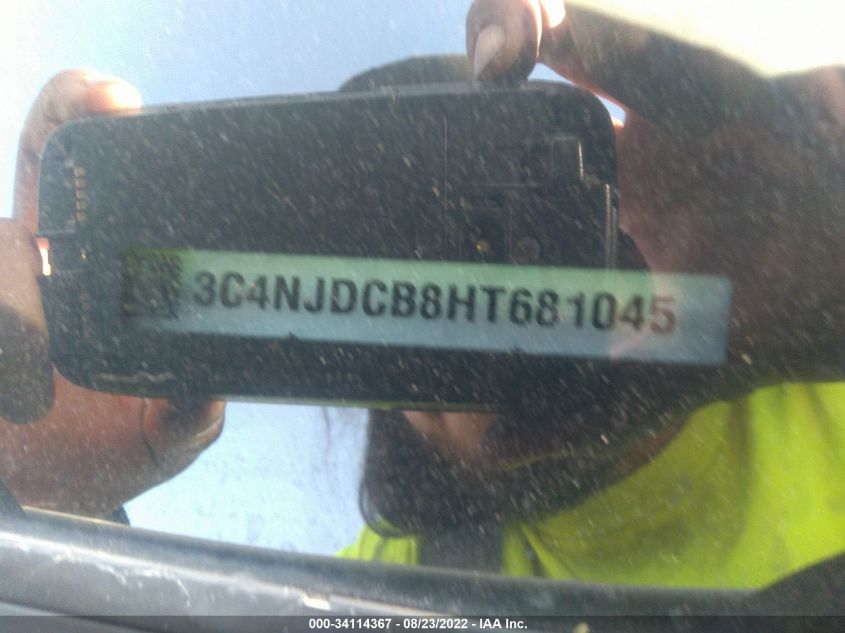 3C4NJDCB8HT681045
000-34114367 - 08/23/2022 - IAA Inc.